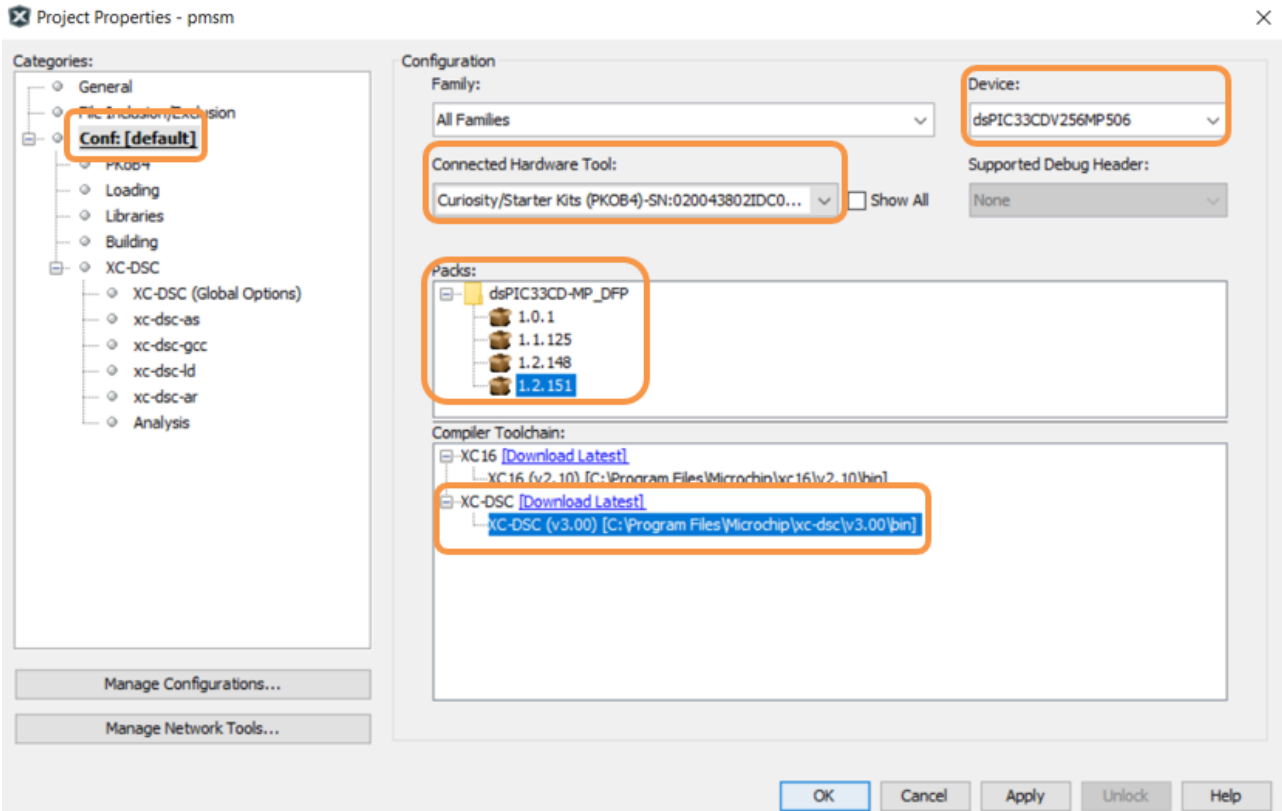 Project Properties - pmsm
Categories:
General
File Inclusion/Exclusion
Conf: [default]
PKoB4
Loading
Libraries
Building
XC-DSC
XC-DSC (Global Options)
xc-dsc-as
xc-dsc-gcc
xc-dsc-ld
xc-dsc-ar
Analysis
Manage Configurations...
Manage Network Tools...
Configuration
Family:
All Families
Device:
dsPIC33CDV256MP506
Connected Hardware Tool:
Curiosity/Starter Kits (PKOB4)-SN:020043802IDC0...
Show All
Supported Debug Header:
None
Packs:
dsPIC33CD-MP_DFP
1.0.1
1.1.125
1.2.148
1.2.151
Compiler Toolchain:
XC16 [Download Latest]
XC16 (v2.10) [C:\Program Files\Microchip\xc16\v2.10\bin]
XC-DSC [Download Latest]
XC-DSC (v3.00) [C:\Program Files\Microchip\xc-dsc\v3.00\bin]
OK Cancel Apply Unlock Help